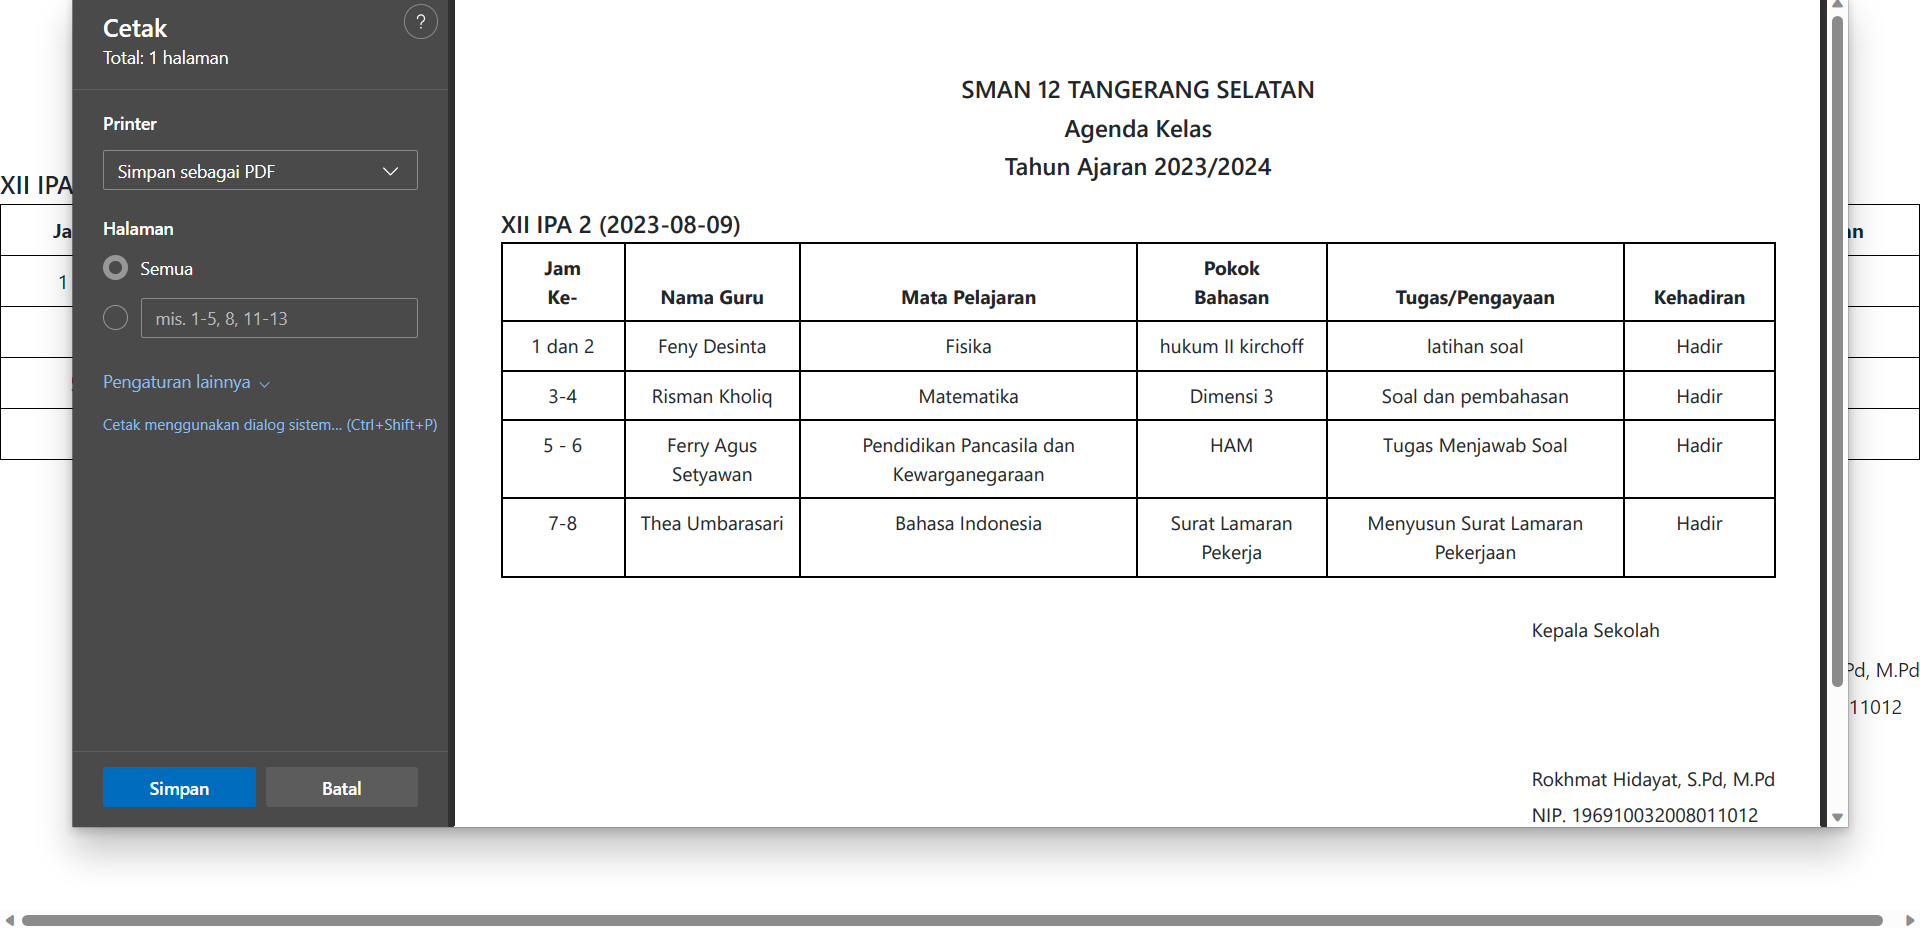 Cetak
?
Total: 1 halaman
Printer
Simpan sebagai PDF
Halaman
Semua
mis. 1-5, 8, 11-13
Pengaturan lainnya
Cetak menggunakan dialog sistem... (Ctrl+Shift+P)
Simpan Batal
XII IPA
Ja
1
SMAN 12 TANGERANG SELATAN
Agenda Kelas
Tahun Ajaran 2023/2024
XII IPA 2 (2023-08-09)
Jam
Ke- Nama Guru Mata Pelajaran Pokok
Bahasan Tugas/Pengayaan Kehadiran
1 dan 2 Feny Desinta Fisika hukum II kirchoff latihan soal Hadir
3-4 Risman Kholiq Matematika Dimensi 3 Soal dan pembahasan Hadir
5 - 6 Ferry Agus Pendidikan Pancasila dan HAM Tugas Menjawab Soal Hadir
Setyawan Kewarganegaraan
7-8 Thea Umbarasari Bahasa Indonesia Surat Lamaran Menyusun Surat Lamaran Hadir
Pekerja Pekerjaan
Kepala Sekolah
Rokhmat Hidayat, S.Pd, M.Pd
NIP. 196910032008011012
an
Pd, M.Pd
11012